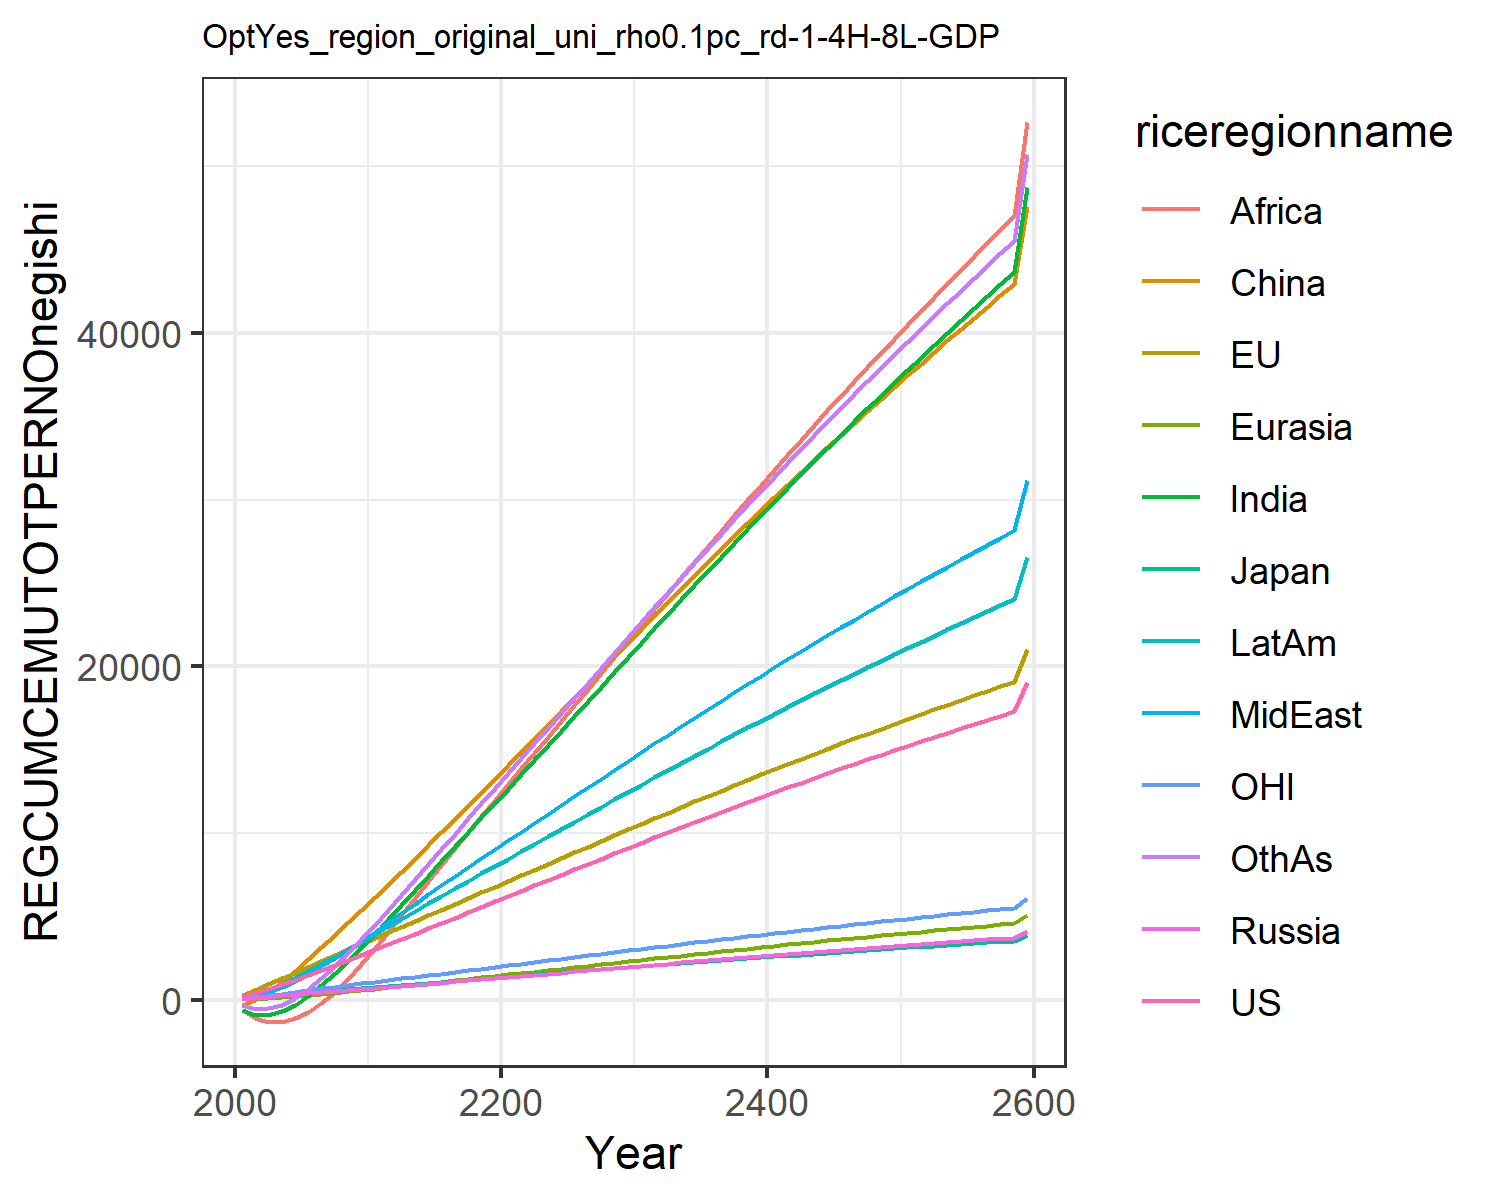 OptYes_region_original_uni_rho0.1pc_rd-1-4H-8L-GDP
REGCUMCEMUTOTPERNOnegishi
40000
20000
0
2000
2200
2400
2600
Year
riceregionname
Africa
China
EU
Eurasia
India
Japan
LatAm
MidEast
OHI
OthAs
Russia
US